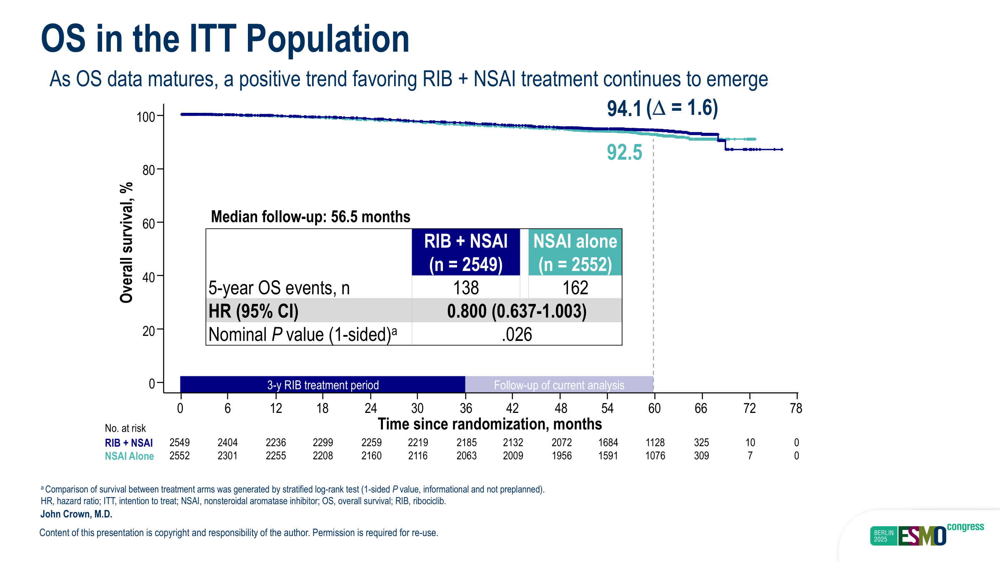 OS in the ITT Population
As OS data matures, a positive trend favoring RIB + NSAI treatment continues to emerge
94.1 (Δ = 1.6)
92.5
Overall survival, %
100
80
60
40
20
0
Median follow-up: 56.5 months
RIB + NSAI NSAI alone
(n = 2549) (n = 2552)
5-year OS events, n 138 162
HR (95% CI) 0.800 (0.637-1.003)
Nominal P value (1-sided)a .026
3-y RIB treatment period Follow-up of current analysis
0 6 12 18 24 30 36 42 48 54 60 66 72 78
Time since randomization, months
No. at risk
RIB + NSAI 2549 2404 2236 2299 2259 2219 2185 2132 2072 1684 1128 325 10 0
NSAI Alone 2552 2301 2255 2208 2160 2116 2063 2009 1956 1591 1076 309 7 0
a Comparison of survival between treatment arms was generated by stratified log-rank test (1-sided P value, informational and not preplanned).
HR, hazard ratio; ITT, intention to treat; NSAI, nonsteroidal aromatase inhibitor; OS, overall survival; RIB, ribociclib.
John Crown, M.D.
Content of this presentation is copyright and responsibility of the author. Permission is required for re-use.
BERLIN
2025
ESMO congress